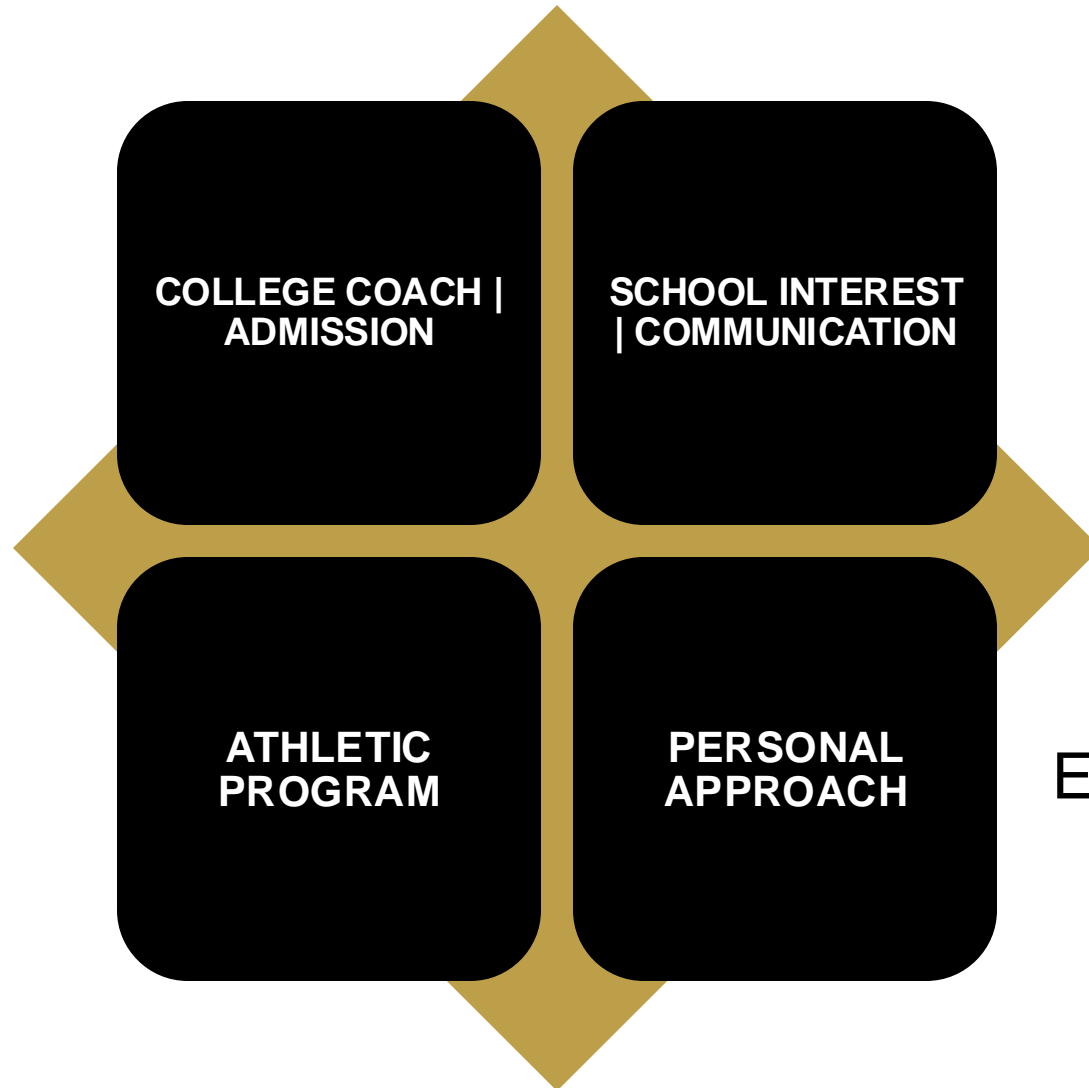 COLLEGE COACH |
ADMISSION
SCHOOL INTEREST
| COMMUNICATION
ATHLETIC
PROGRAM
PERSONAL
APPROACH
E